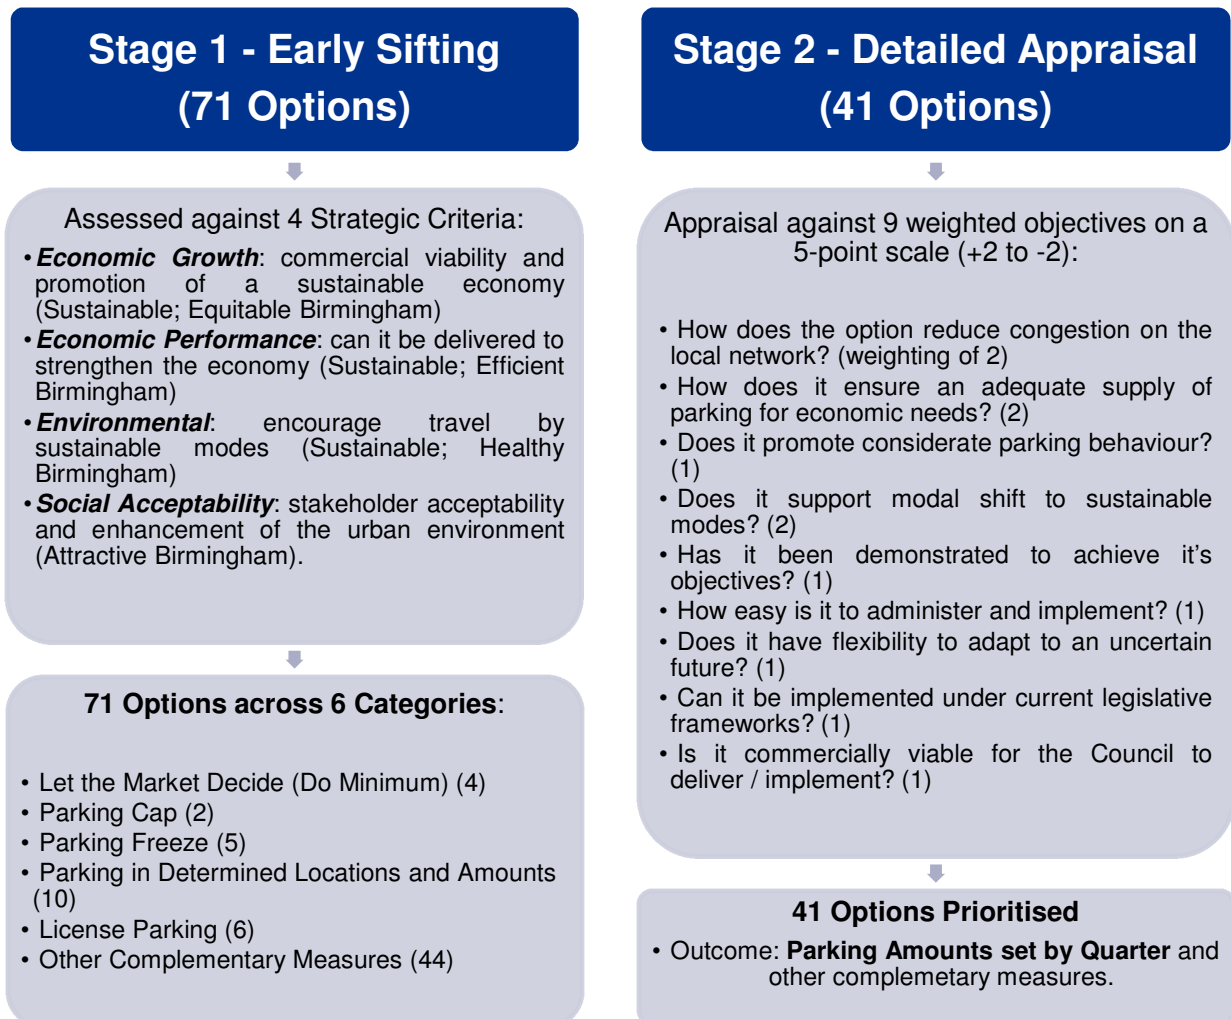 Stage 1 - Early Sifting
(71 Options)
Assessed against 4 Strategic Criteria:
• Economic Growth: commercial viability and
promotion of a sustainable economy
(Sustainable; Equitable Birmingham)
• Economic Performance: can it be delivered to
strengthen the economy (Sustainable; Efficient
Birmingham)
• Environmental: encourage travel by
sustainable modes (Sustainable; Healthy
Birmingham)
• Social Acceptability: stakeholder acceptability
and enhancement of the urban environment
(Attractive Birmingham).
71 Options across 6 Categories:
• Let the Market Decide (Do Minimum) (4)
• Parking Cap (2)
• Parking Freeze (5)
• Parking in Determined Locations and Amounts
(10)
• License Parking (6)
• Other Complementary Measures (44)
Stage 2 - Detailed Appraisal
(41 Options)
Appraisal against 9 weighted objectives on a
5-point scale (+2 to -2):
• How does the option reduce congestion on the
local network? (weighting of 2)
• How does it ensure an adequate supply of
parking for economic needs? (2)
• Does it promote considerate parking behaviour?
(1)
• Does it support modal shift to sustainable
modes? (2)
• Has it been demonstrated to achieve it's
objectives? (1)
• How easy is it to administer and implement? (1)
• Does it have flexibility to adapt to an uncertain
future? (1)
• Can it be implemented under current legislative
frameworks? (1)
• Is it commercially viable for the Council to
deliver / implement? (1)
41 Options Prioritised
• Outcome: Parking Amounts set by Quarter and
other complemetary measures.